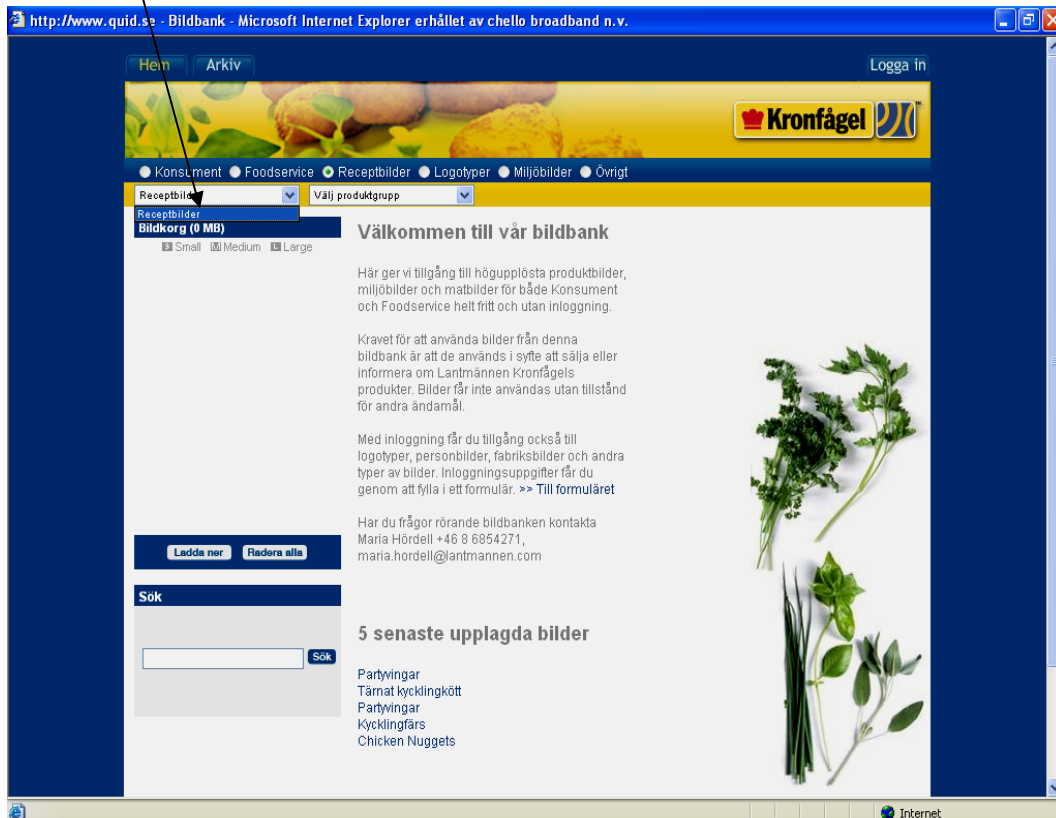 http://www.quid.se - Bildbank - Microsoft Internet Explorer erhållet av chello broadband n.v.
Hem Arkiv Logga in
Kronfågel
Konsument Foodservice Receptbilder Logotyper Miljöbilder Övrigt
Receptbilder Välj produktgrupp
Receptbilder
Bildkorg (0 MB)
S Small M Medium L Large
Välkommen till vår bildbank
Här ger vi tillgång till högupplösta produktbilder,
miljöbilder och matbilder för både Konsument
och Foodservice helt fritt och utan inloggning.
Kravet för att använda bilder från denna
bildbank är att de används i syfte att sälja eller
informera om Lantmännen Kronfågels
produkter. Bilder får inte användas utan tillstånd
för andra ändamål.
Med inloggning får du tillgång också till
logotyper, personbilder, fabriksbilder och andra
typer av bilder. Inloggningsuppgifter får du
genom att fylla i ett formulär. >> Till formuläret
Har du frågor rörande bildbanken kontakta
Maria Hördell +46 8 6854271,
maria.hordell@lantmannen.com
Ladda ner Radera alla
Sök
Sök
5 senaste upplagda bilder
Partyvingar
Tärnat kycklingkött
Partyvingar
Kycklingfärs
Chicken Nuggets
Internet